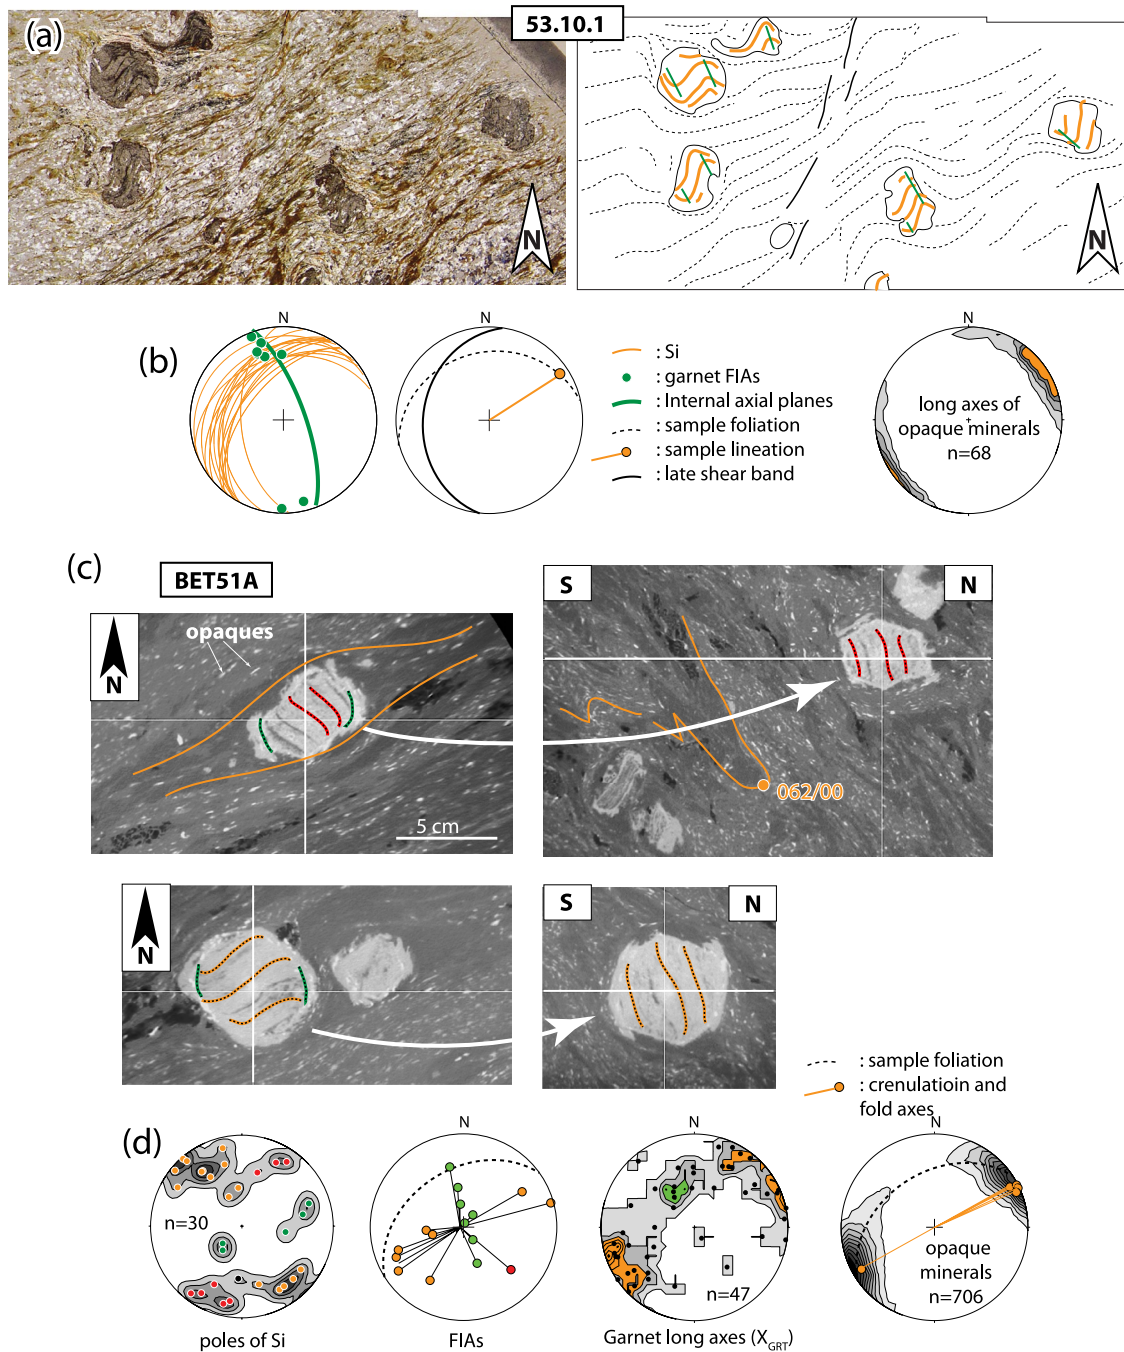 (a)
53.10.1
N
N
(b)
N
N
N
: Si
: garnet FIAs
: Internal axial planes
: sample foliation
: sample lineation
: late shear band
long axes of
opaque minerals
n=68
(c)
BET51A
S
N
opaques
N
062/00
5 cm
S
N
N
: sample foliation
: crenulatioin and
fold axes
(d)
N
N
N
n=30
n=47
opaque
minerals
n=706
poles of Si
FIAs
Garnet long axes (XGRT)